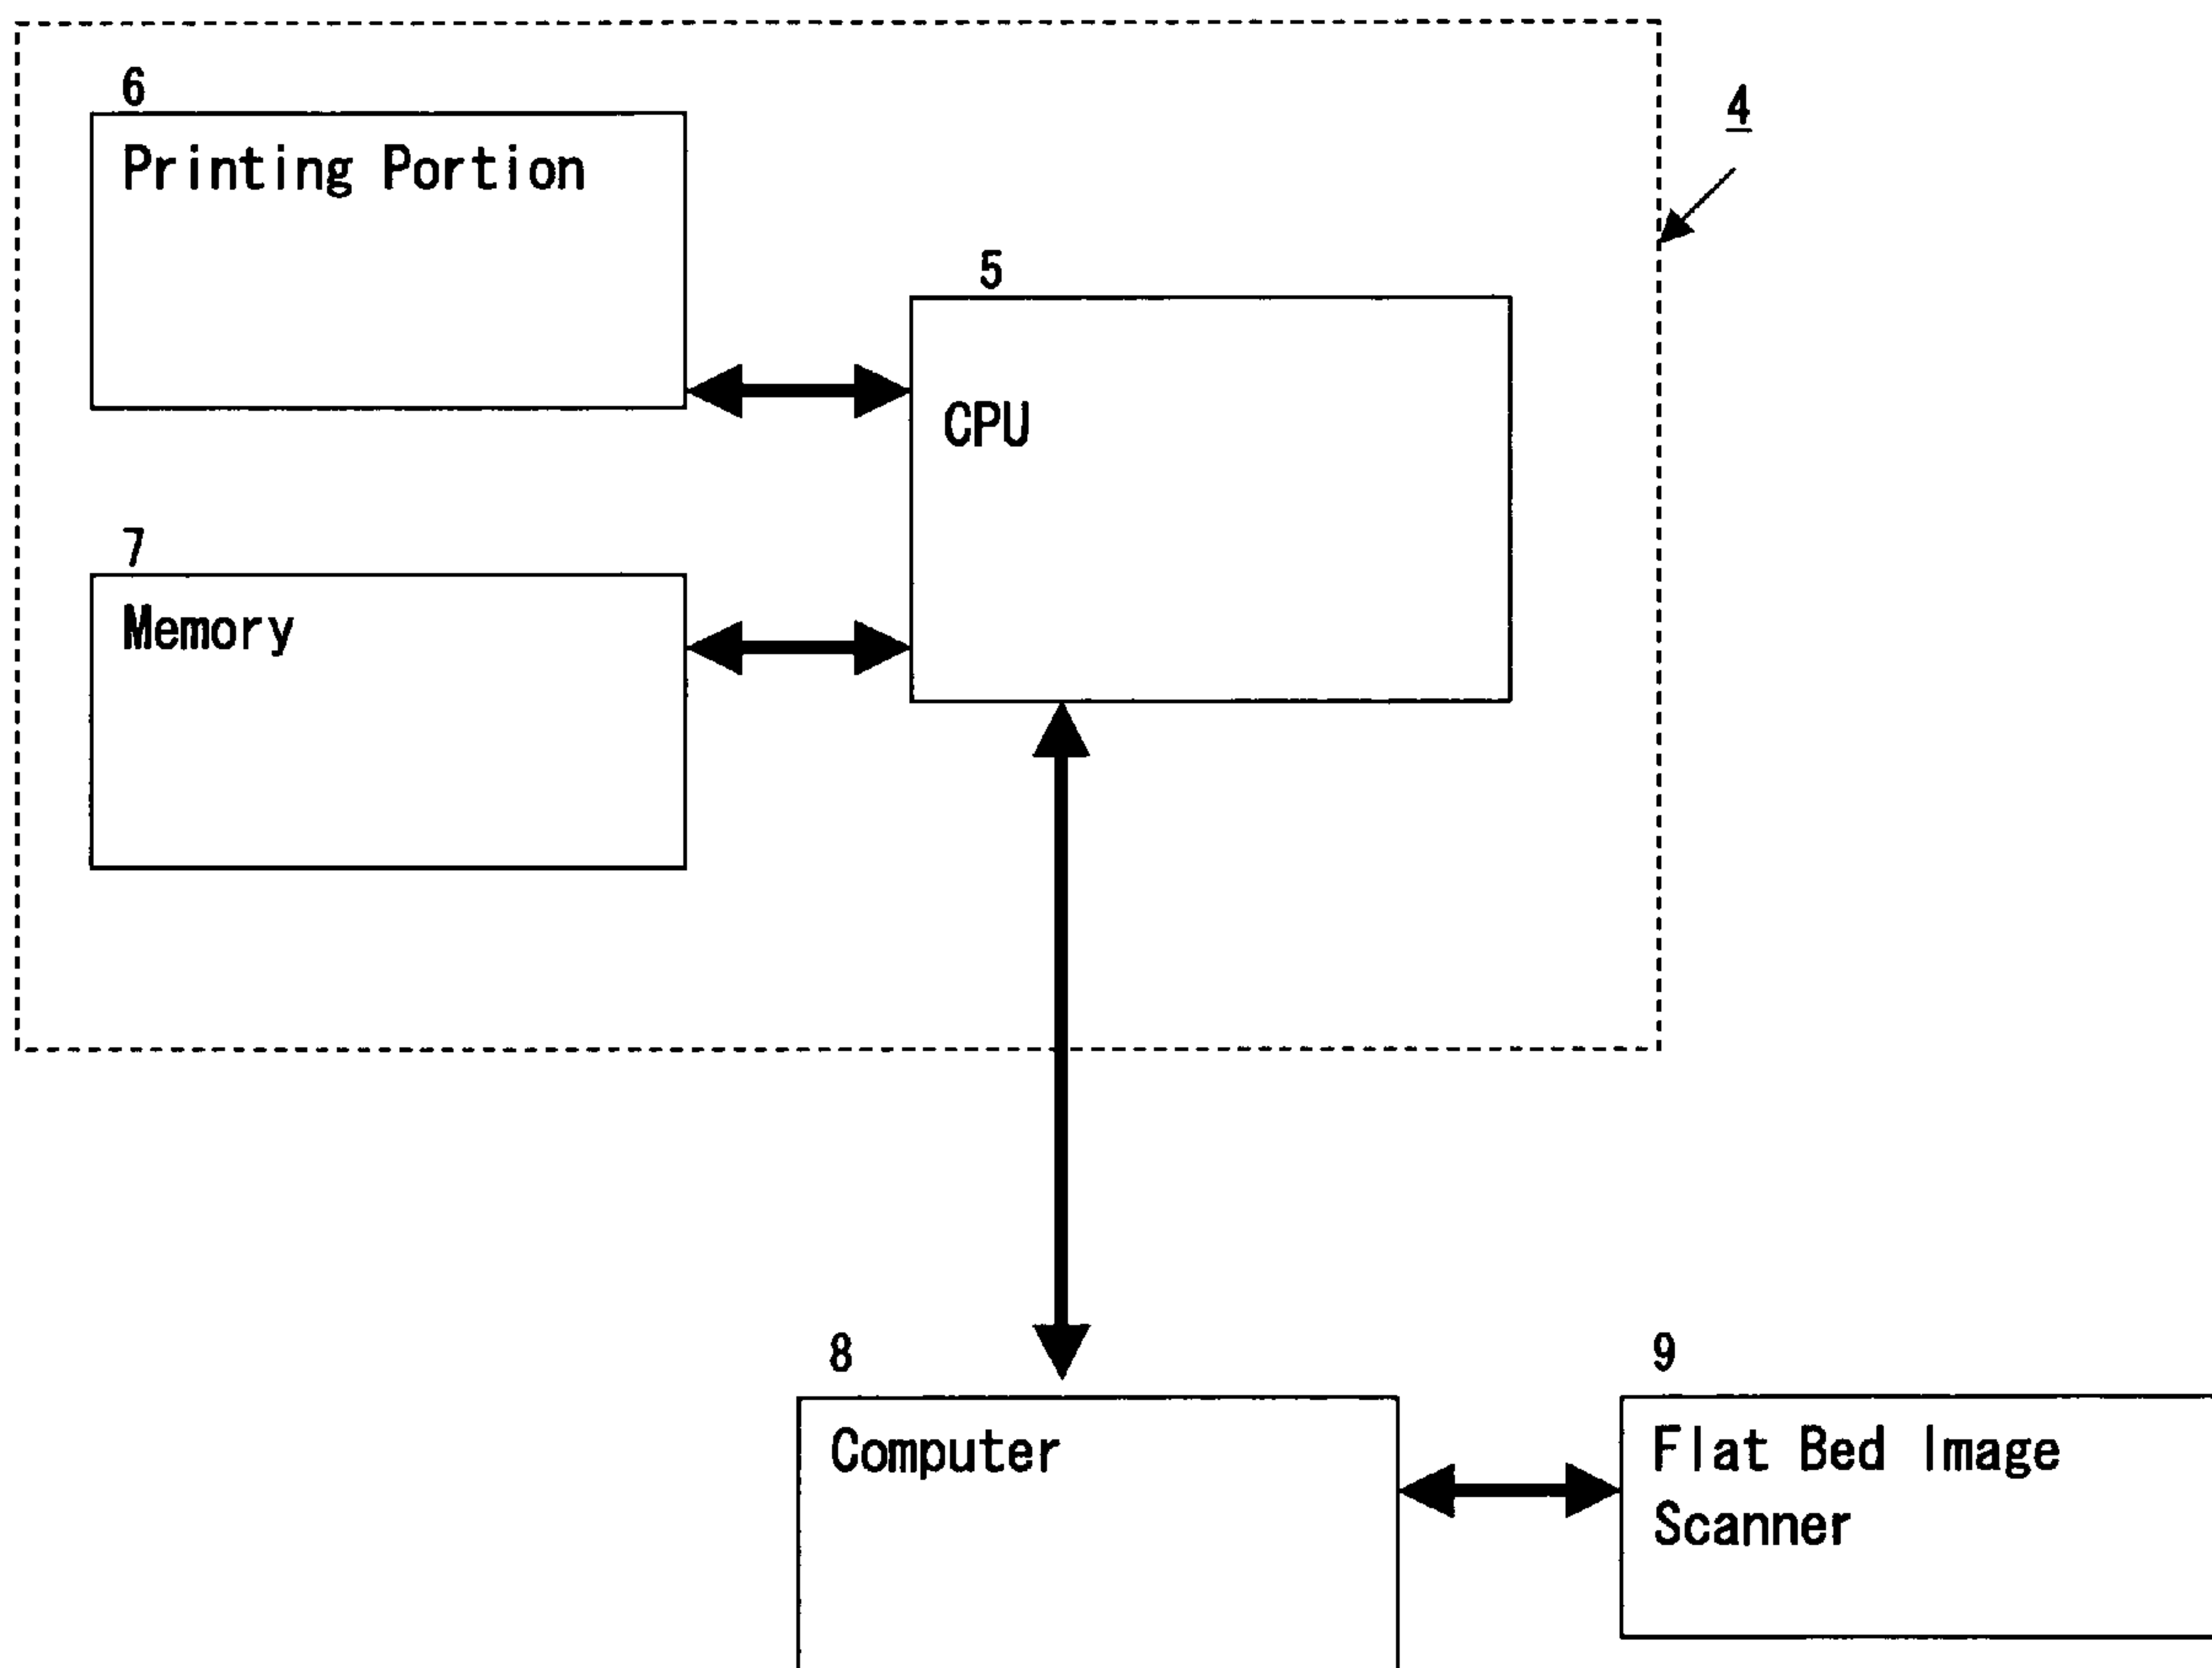 6
Printing Portion
4
5
CPU
7
Memory
8
Computer
9
Flat Bed Image
Scanner